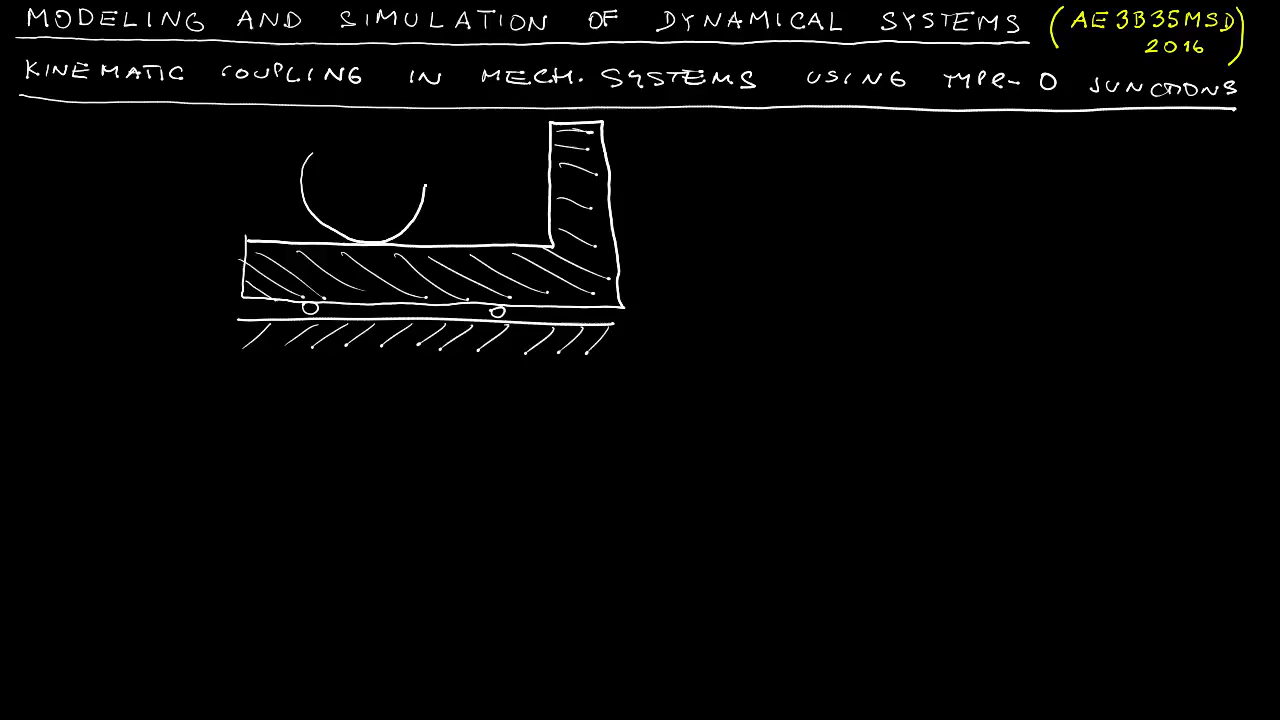 MODELING AND SIMULATION OF DYNAMICAL SYSTEMS (AE3B35MSD
2016)
KINEMATIC COUPLING IN MECH. SYSTEMS USING TYPE-0 JUNCTIONS